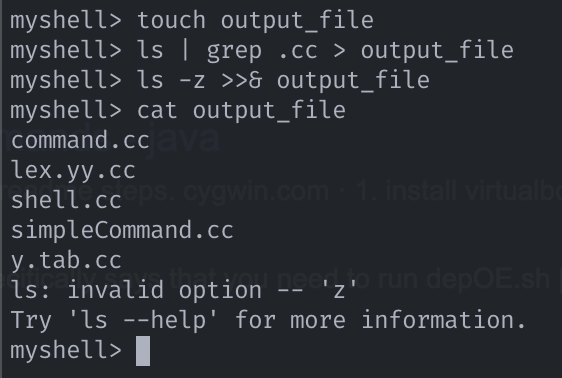 myshell> touch output_file
myshell> ls | grep .cc > output_file
myshell> ls -z >>& output_file
myshell> cat output_file
command.cc
lex.yy.cc
shell.cc
simpleCommand.cc
y.tab.cc
ls: invalid option -- 'z'
Try 'ls --help' for more information.
myshell>